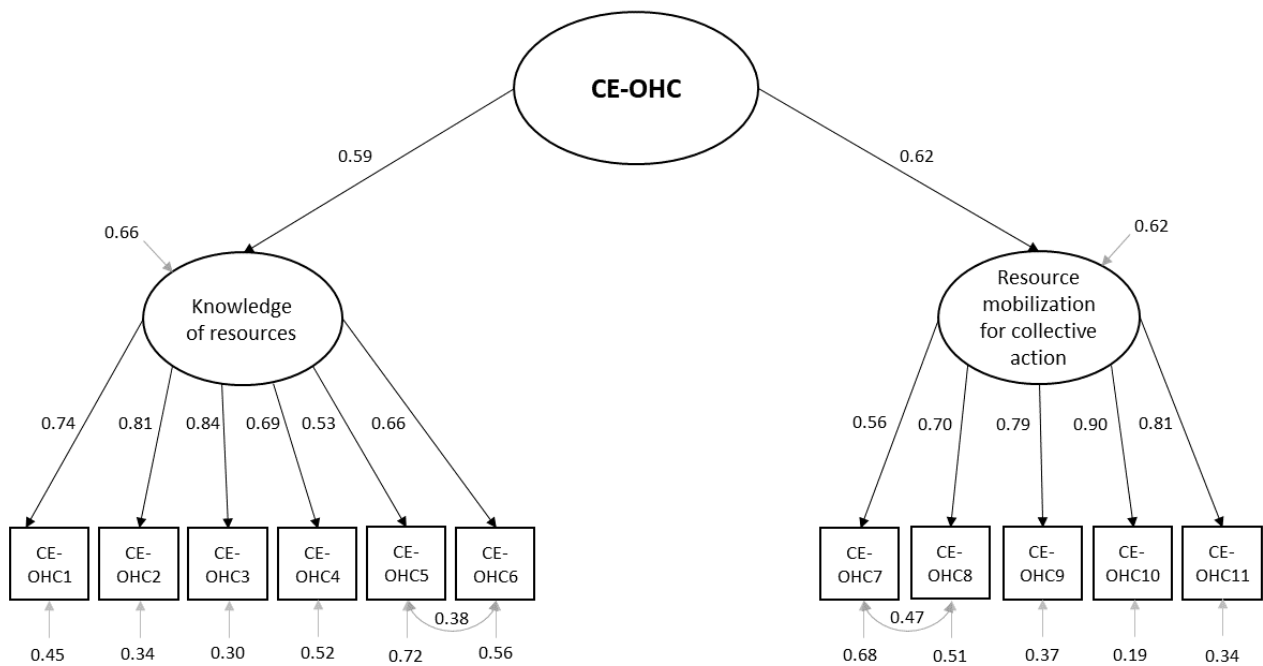 CE-OHC
0.59
0.62
0.66
0.62
Knowledge
of resources
Resource
mobilization
for collective
action
0.74
0.81
0.84
0.69
0.53
0.66
0.56
0.70
0.79
0.90
0.81
CE-
OHC1
CE-
OHC2
CE-
OHC3
CE-
OHC4
CE-
OHC5
CE-
OHC6
CE-
OHC7
CE-
OHC8
CE-
OHC9
CE-
OHC10
CE-
OHC11
0.38
0.47
0.45
0.34
0.30
0.52
0.72
0.56
0.68
0.51
0.37
0.19
0.34